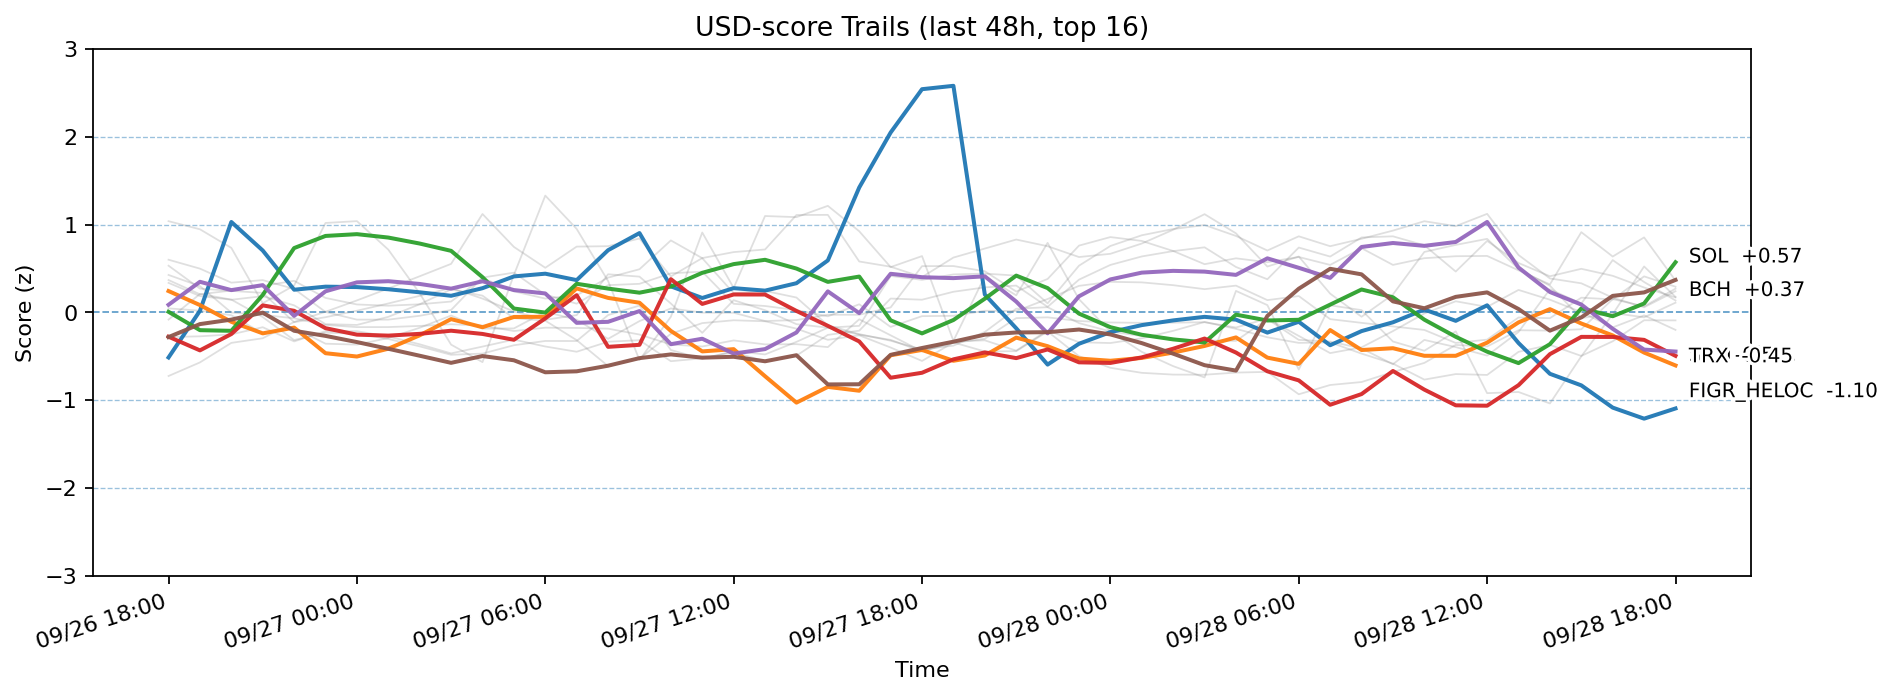 USD-score Trails (last 48h, top 16)
Score (z)
3
2
1
0
−1
−2
−3
SOL +0.57
BCH +0.37
TRX -0.45
FIGR_HELOC -1.10
09/26 18:00
09/27 00:00
09/27 06:00
09/27 12:00
09/27 18:00
09/28 00:00
09/28 06:00
09/28 12:00
09/28 18:00
Time